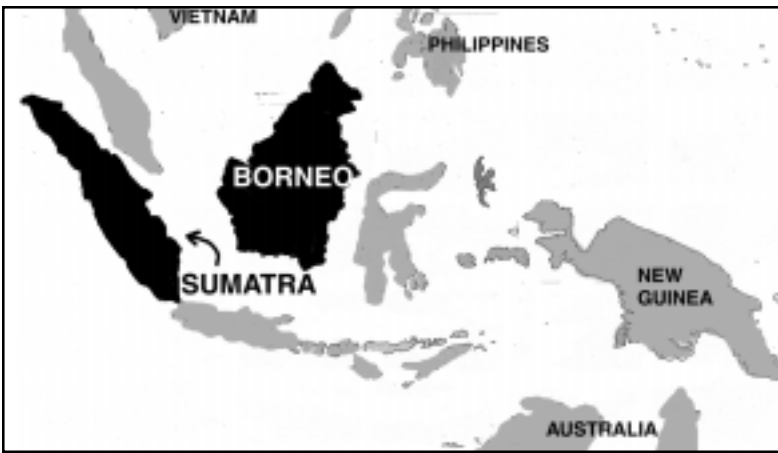 VIETNAM
PHILIPPINES
BORNEO
SUMATRA
NEW
GUINEA
AUSTRALIA